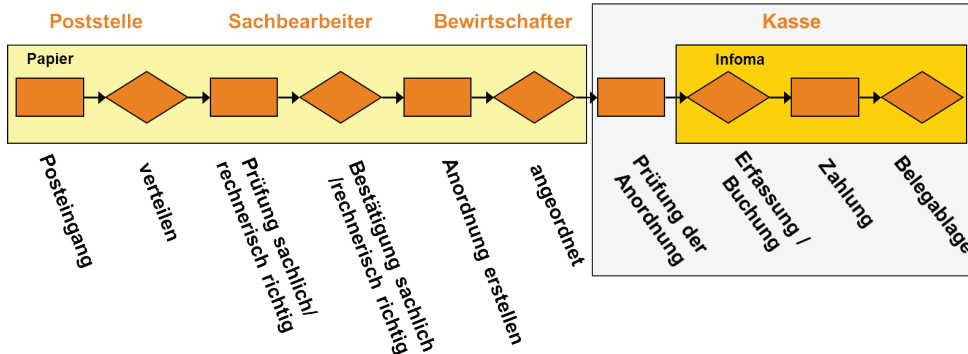 Poststelle
Sachbearbeiter
Bewirtschafter
Kasse
Papier
Infoma
Posteingang
verteilen
Prüfung sachlich/
rechnerisch richtig
Bestätigung sachlich
/rechnerisch richtig
Anordnung erstellen
angeordnet
Prüfung der
Anordnung
Erfassung /
Buchung
Zahlung
Belegablage